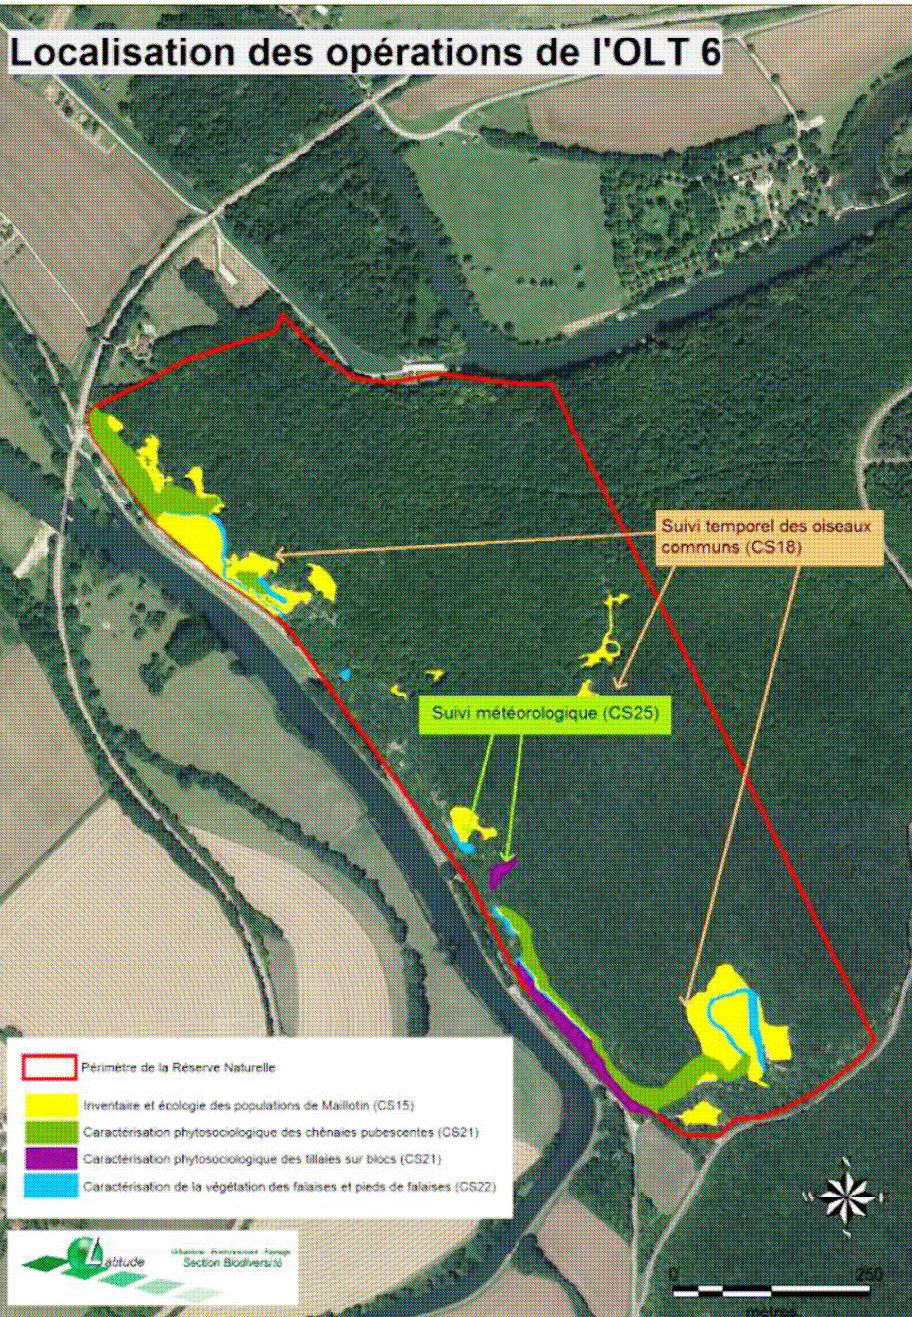 Localisation des opérations de l'OLT 6
Suivi temporel des oiseaux
communs (CS18)
Suivi météorologique (CS25)
Périmètre de la Réserve Naturelle
Inventaire et écologie des populations de Maillotin (CS15)
Caractérisation phytosociologique des chênaies pubescentes (CS21)
Caractérisation phytosociologique des tillaies sur blocs (CS21)
Caractérisation de la végétation des falaises et pieds de falaises (CS22)
Latitude
Section Biodiversité
0 250
mètres